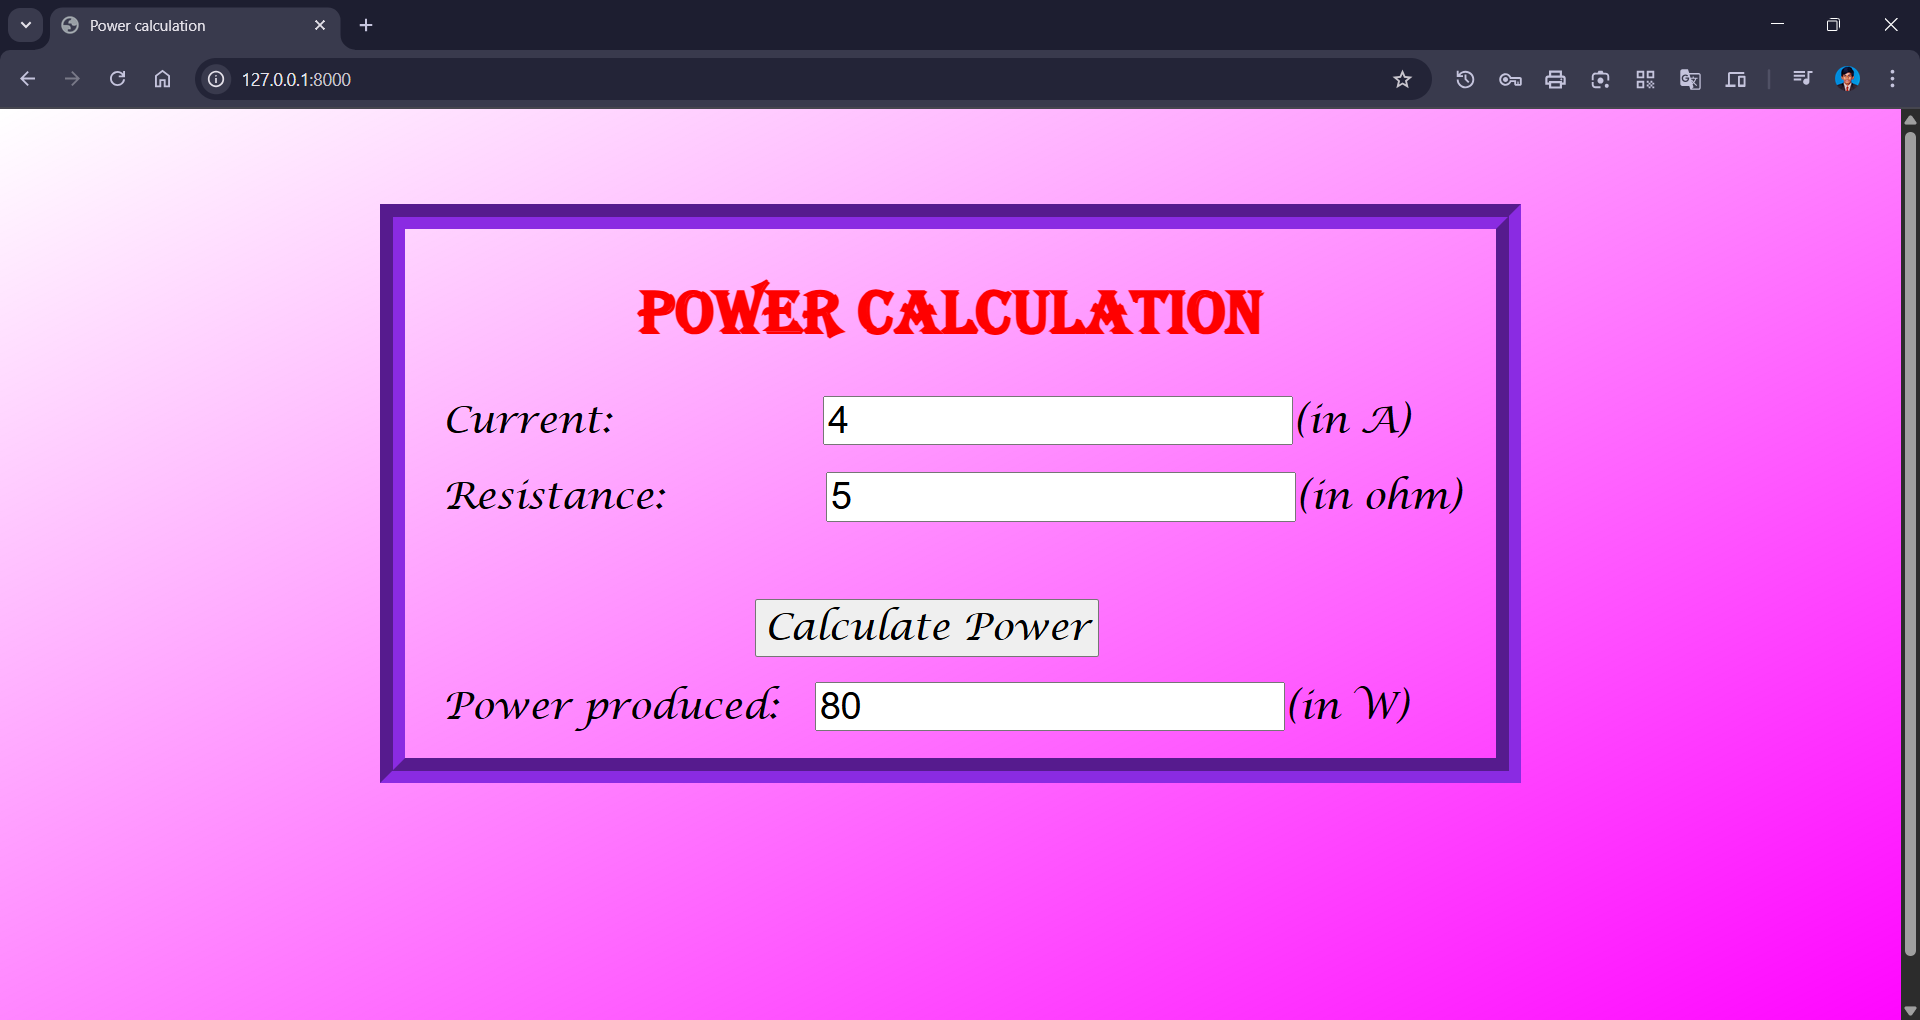 Power calculation
127.0.0.1:8000
POWER CALCULATION
Current: 4 (in A)
Resistance: 5 (in ohm)
Calculate Power
Power produced: 80 (in W)